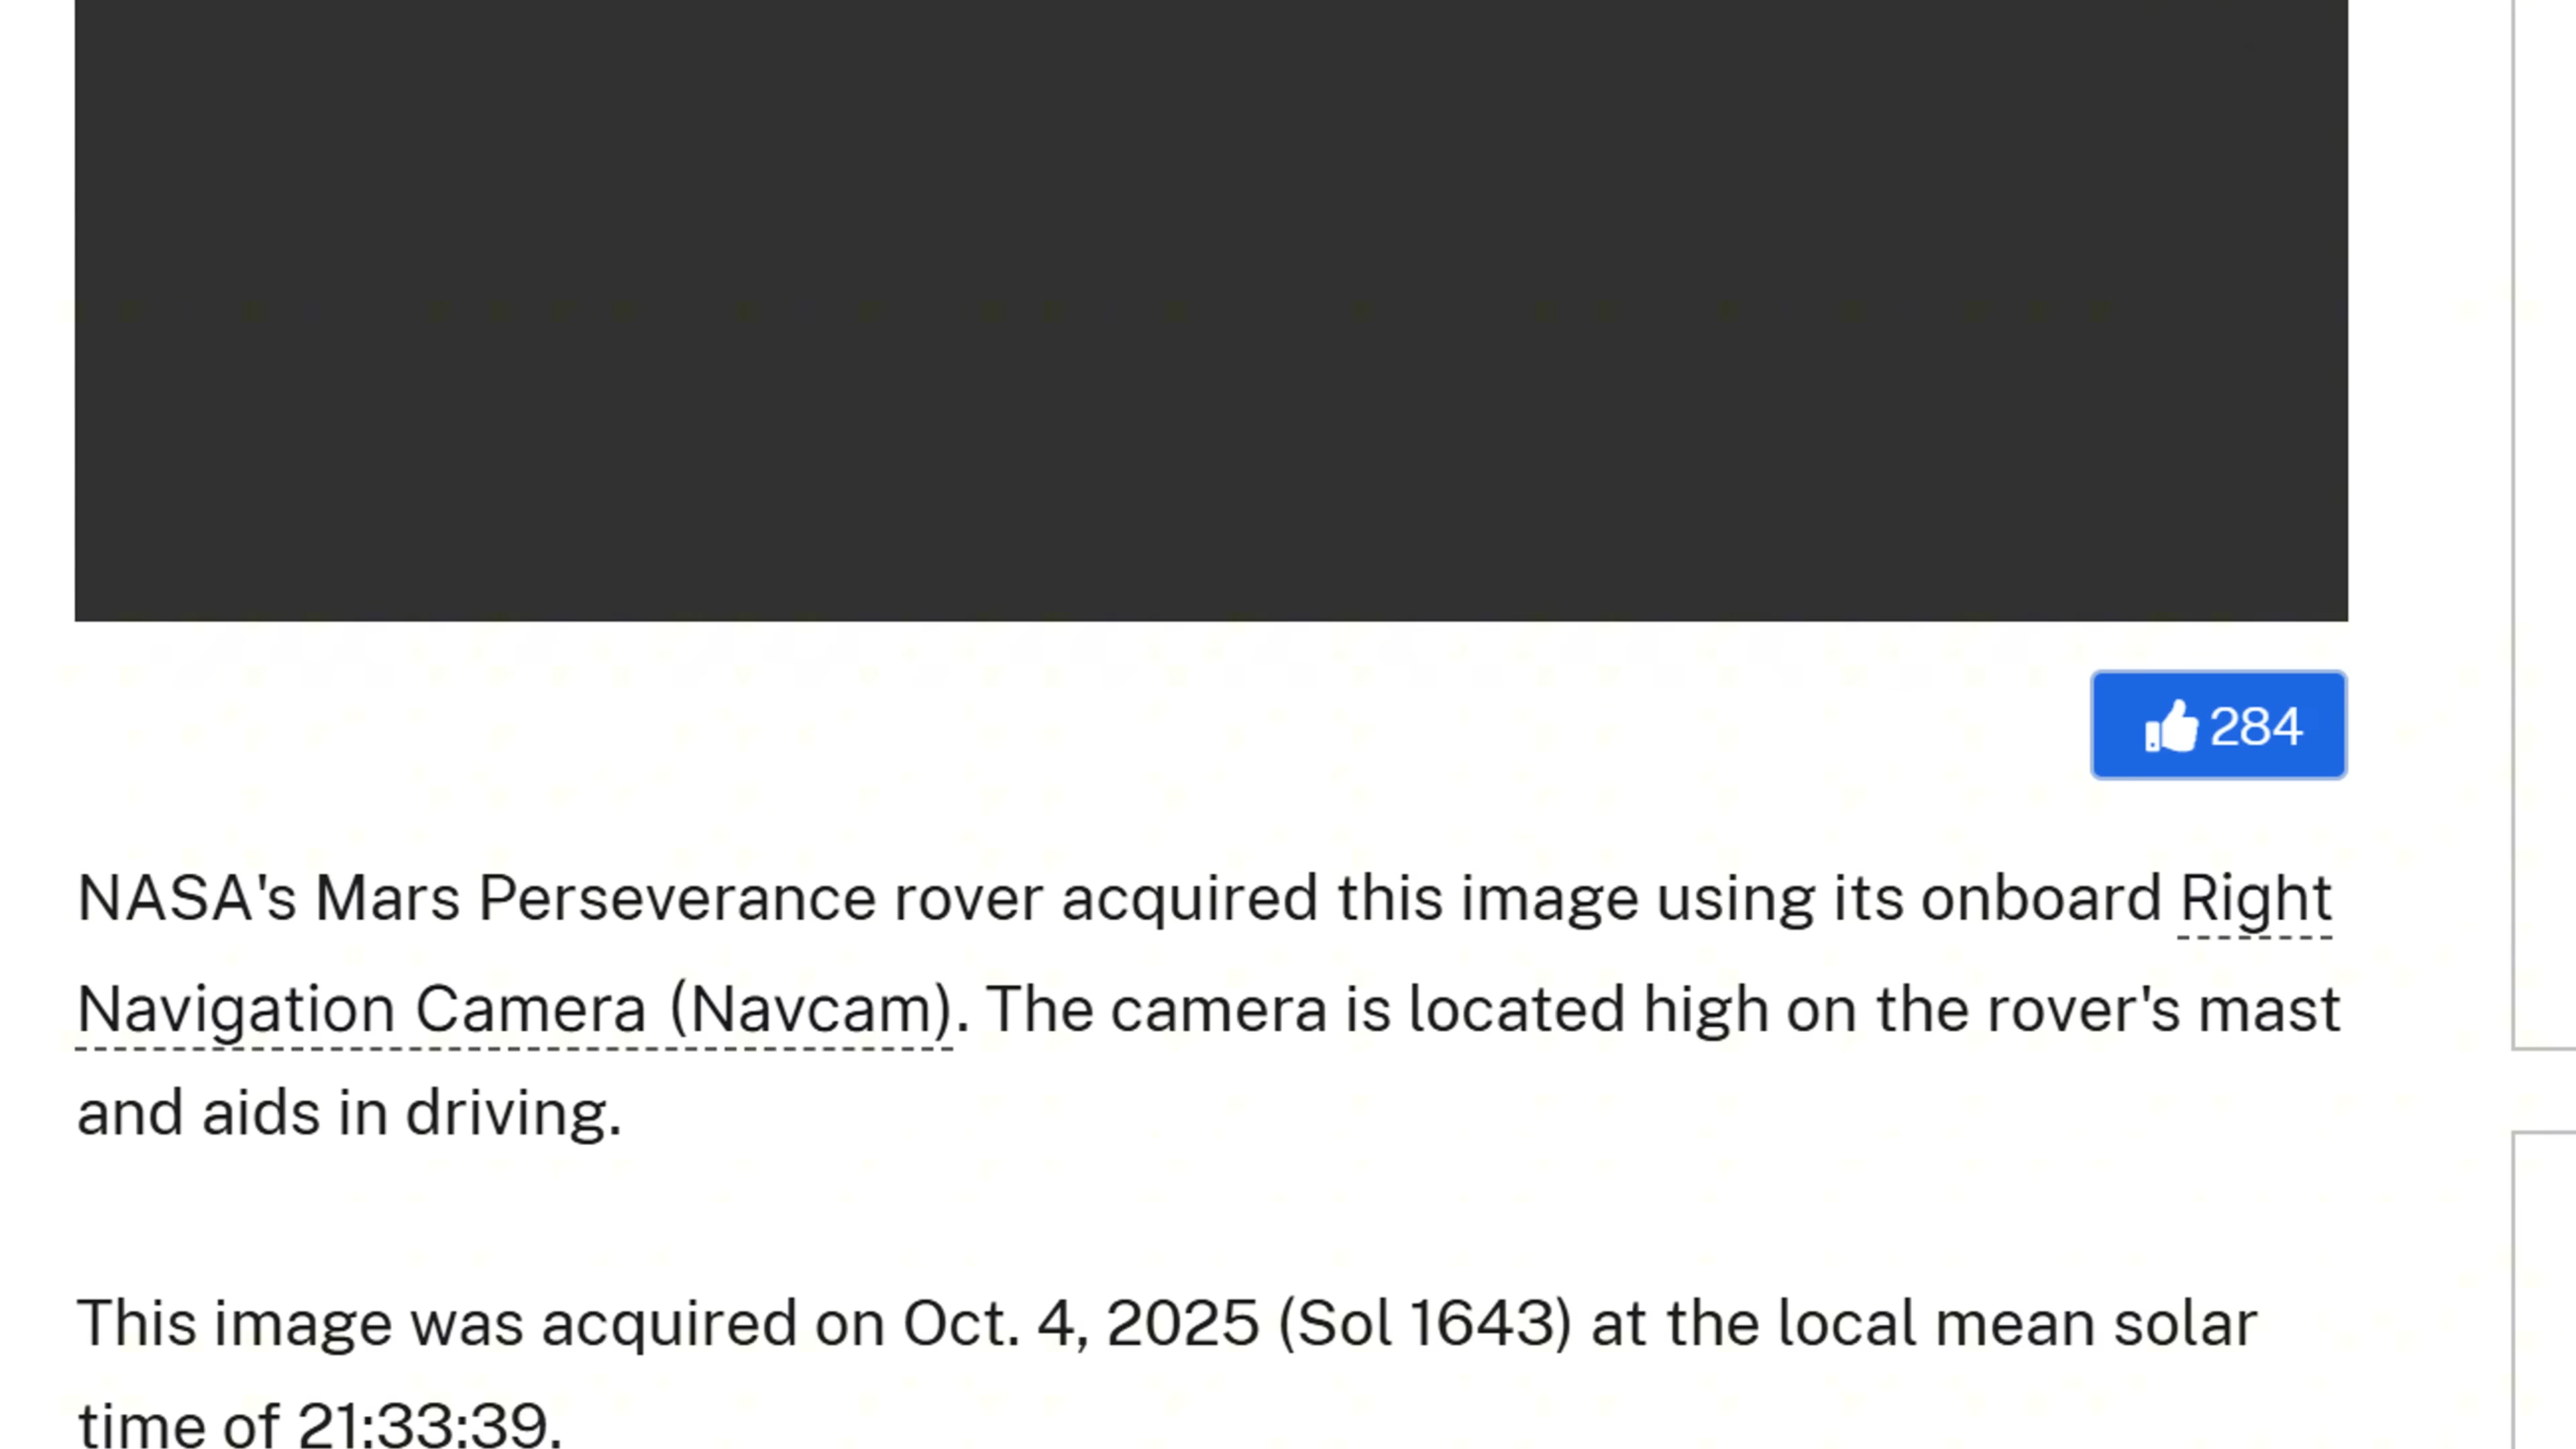 284
NASA's Mars Perseverance rover acquired this image using its onboard Right
Navigation Camera (Navcam). The camera is located high on the rover's mast
and aids in driving.
This image was acquired on Oct. 4, 2025 (Sol 1643) at the local mean solar
time of 21:33:39.